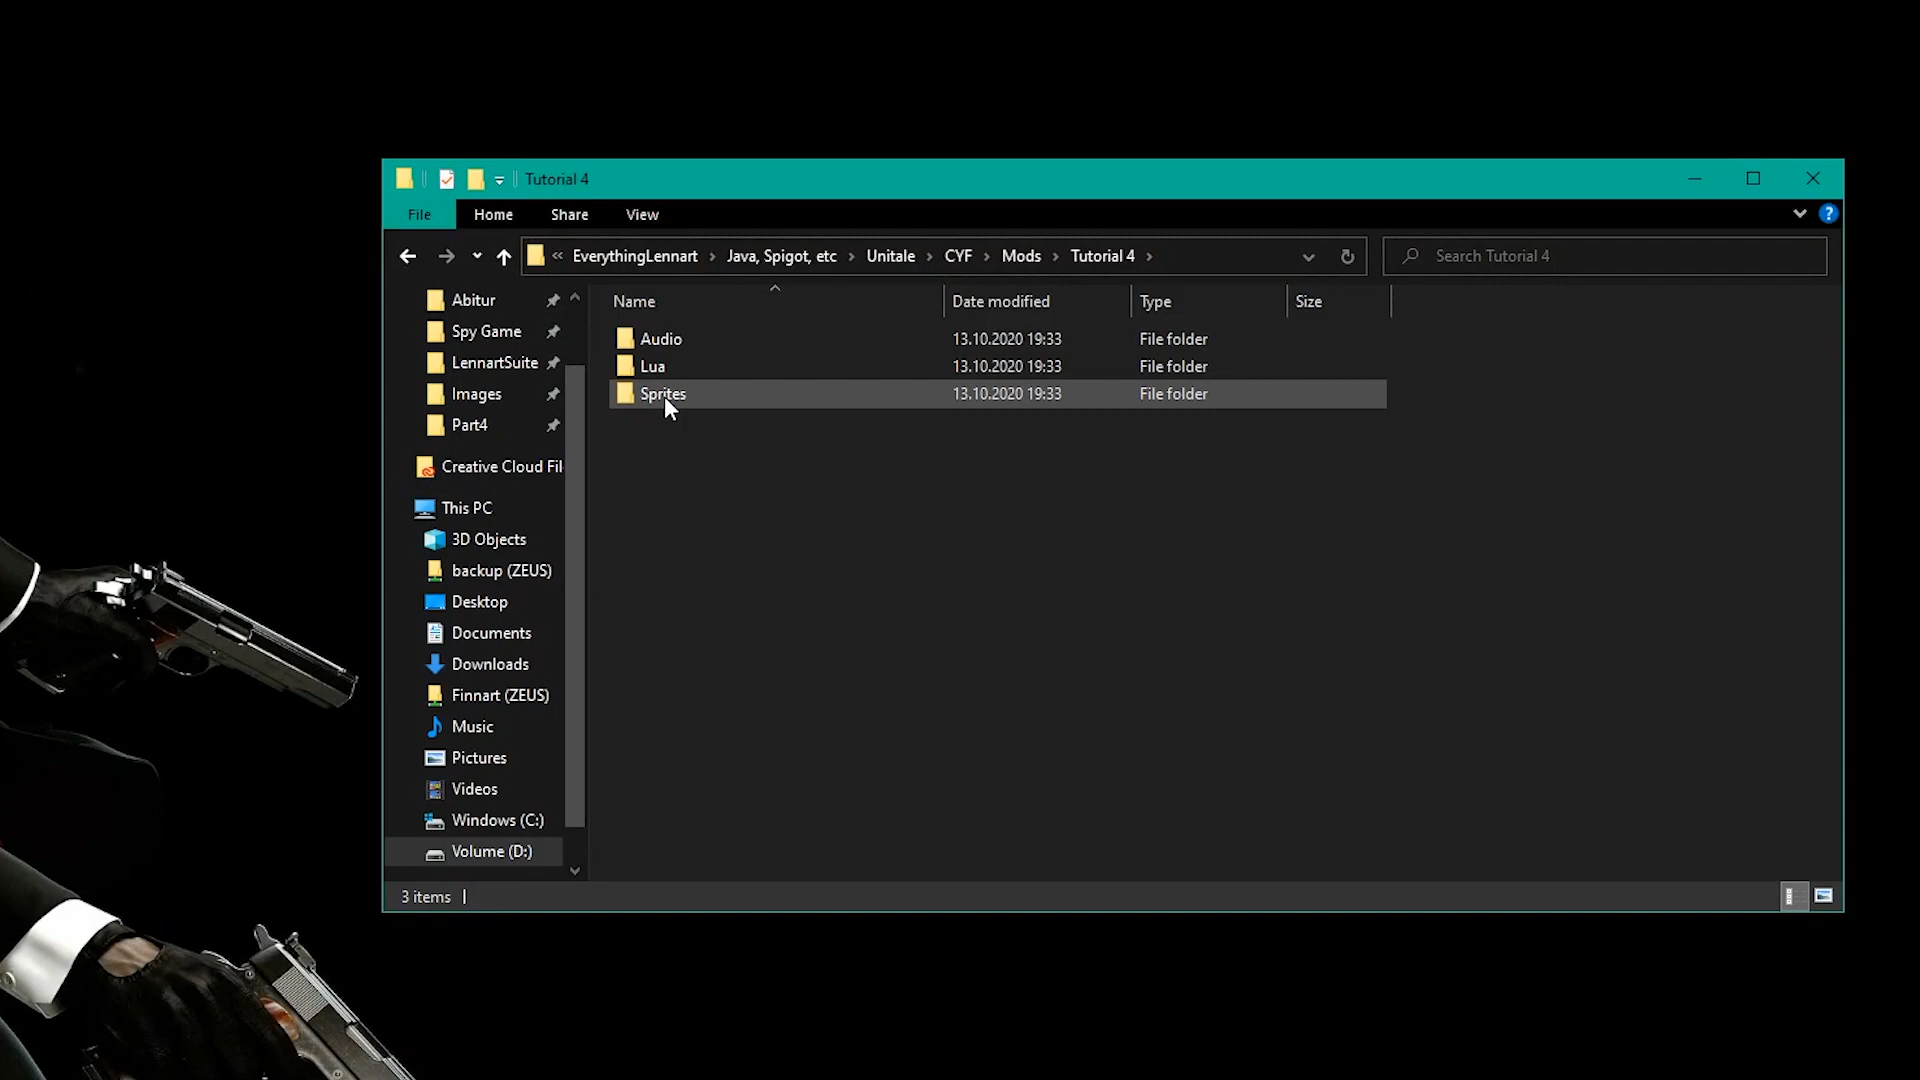 Tutorial 4
File Home Share View
« EverythingLennart › Java, Spigot, etc › Unitale › CYF › Mods › Tutorial 4 ›
Search Tutorial 4
Name Date modified Type Size
Audio 13.10.2020 19:33 File folder
Lua 13.10.2020 19:33 File folder
Sprites 13.10.2020 19:33 File folder
Abitur
Spy Game
LennartSuite
Images
Part4
Creative Cloud Fil
This PC
3D Objects
backup (ZEUS)
Desktop
Documents
Downloads
Finnart (ZEUS)
Music
Pictures
Videos
Windows (C:)
Volume (D:)
3 items